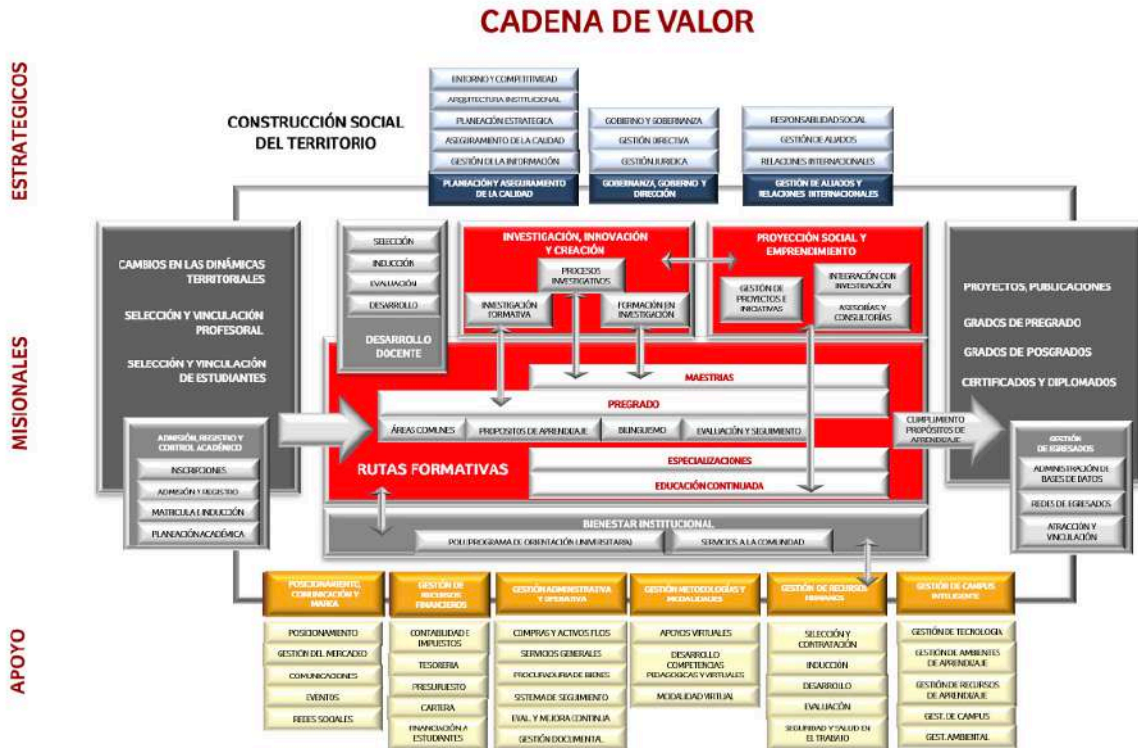 CADENA DE VALOR
ESTRATEGICOS
CONSTRUCCIÓN SOCIAL
DEL TERRITORIO
ENTORNO Y COMPETITIVIDAD
ARQUITECTURA INSTITUCIONAL
PLANEACIÓN ESTRATEGICA
ASEGURAMIENTO DE LA CALIDAD
GESTIÓN DE LA INFORMACIÓN
PLANEACIÓN Y ASEGURAMIENTO
DE LA CALIDAD
GOBIERNO Y GOBERNANZA
GESTIÓN DIRECTIVA
GESTIÓN JURIDICA
GOBERNANZA, GOBIERNO Y
DIRECCIÓN
RESPONSABILIDAD SOCIAL
GESTIÓN DE ALIADOS
RELACIONES INTERNACIONALES
GESTIÓN DE ALIADOS Y
RELACIONES INTERNACIONALES
MISIONALES
CAMBIOS EN LAS DINÁMICAS
TERRITORIALES
SELECCIÓN Y VINCULACIÓN
PROFESORAL
SELECCIÓN Y VINCULACIÓN
DE ESTUDIANTES
ADMISIÓN, REGISTRO Y
CONTROL ACADÉMICO
INSCRIPCIONES
ADMISIÓN Y REGISTRO
MATRICULA E INDUCCIÓN
PLANEACIÓN ACADÉMICA
SELECCIÓN
INDUCCIÓN
EVALUACIÓN
DESARROLLO
DESARROLLO
DOCENTE
INVESTIGACIÓN, INNOVACIÓN
Y CREACIÓN
PROCESOS
INVESTIGATIVOS
INVESTIGACIÓN
FORMATIVA
FORMACIÓN EN
INVESTIGACIÓN
PROYECCIÓN SOCIAL Y
EMPRENDIMIENTO
GESTIÓN DE
PROYECTOS E
INICIATIVAS
INTEGRACIÓN CON
INVESTIGACIÓN
ASESORÍAS Y
CONSULTORÍAS
MAESTRIAS
PREGRADO
ÁREAS COMUNES
PROPOSITOS DE APRENDIZAJE
BILINGUISMO
EVALUACIÓN Y SEGUIMIENTO
RUTAS FORMATIVAS
ESPECIALIZACIONES
EDUCACIÓN CONTINUADA
CUMPLIMIENTO
PROPÓSITOS DE
APRENDIZAJE
BIENESTAR INSTITUCIONAL
POLI (PROGRAMA DE ORIENTACIÓN UNIVERSITARIA)
SERVICIOS A LA COMUNIDAD
PROYECTOS, PUBLICACIONES
GRADOS DE PREGRADO
GRADOS DE POSGRADOS
CERTIFICADOS Y DIPLOMADOS
GESTIÓN
DE EGRESADOS
ADMINISTRACIÓN DE
BASES DE DATOS
REDES DE EGRESADOS
ATRACCIÓN Y
VINCULACIÓN
APOYO
POSICIONAMIENTO,
COMUNICACIÓN Y
MARCA
POSICIONAMIENTO
GESTIÓN DEL MERCADEO
COMUNICACIONES
EVENTOS
REDES SOCIALES
GESTIÓN DE
RECURSOS
FINANCIEROS
CONTABILIDAD E
IMPUESTOS
TESORERIA
PRESUPUESTO
CARTERA
FINANCIACIÓN A
ESTUDIANTES
GESTIÓN ADMINISTRATIVA
Y OPERATIVA
COMPRAS Y ACTIVOS FIJOS
SERVICIOS GENERALES
PROCURADURIA DE BIENES
SISTEMA DE SEGUIMIENTO
EVAL. Y MEJORA CONTINUA
GESTIÓN DOCUMENTAL
GESTIÓN METODOLOGÍAS Y
MODALIDADES
APOYOS VIRTUALES
DESARROLLO
COMPETENCIAS
PEDAGOGICAS Y VIRTUALES
MODALIDAD VIRTUAL
GESTIÓN DE RECURSOS
HUMANOS
SELECCIÓN Y
CONTRATACIÓN
INDUCCIÓN
DESARROLLO
EVALUACIÓN
SEGURIDAD Y SALUD EN
EL TRABAJO
GESTIÓN DE CAMPUS
INTELIGENTE
GESTIÓN DE TECNOLOGIA
GESTIÓN DE AMBIENTES
DE APRENDIZAJE
GESTIÓN DE RECURSOS
DE APRENDIZAJE
GEST. DE CAMPUS
GEST. AMBIENTAL